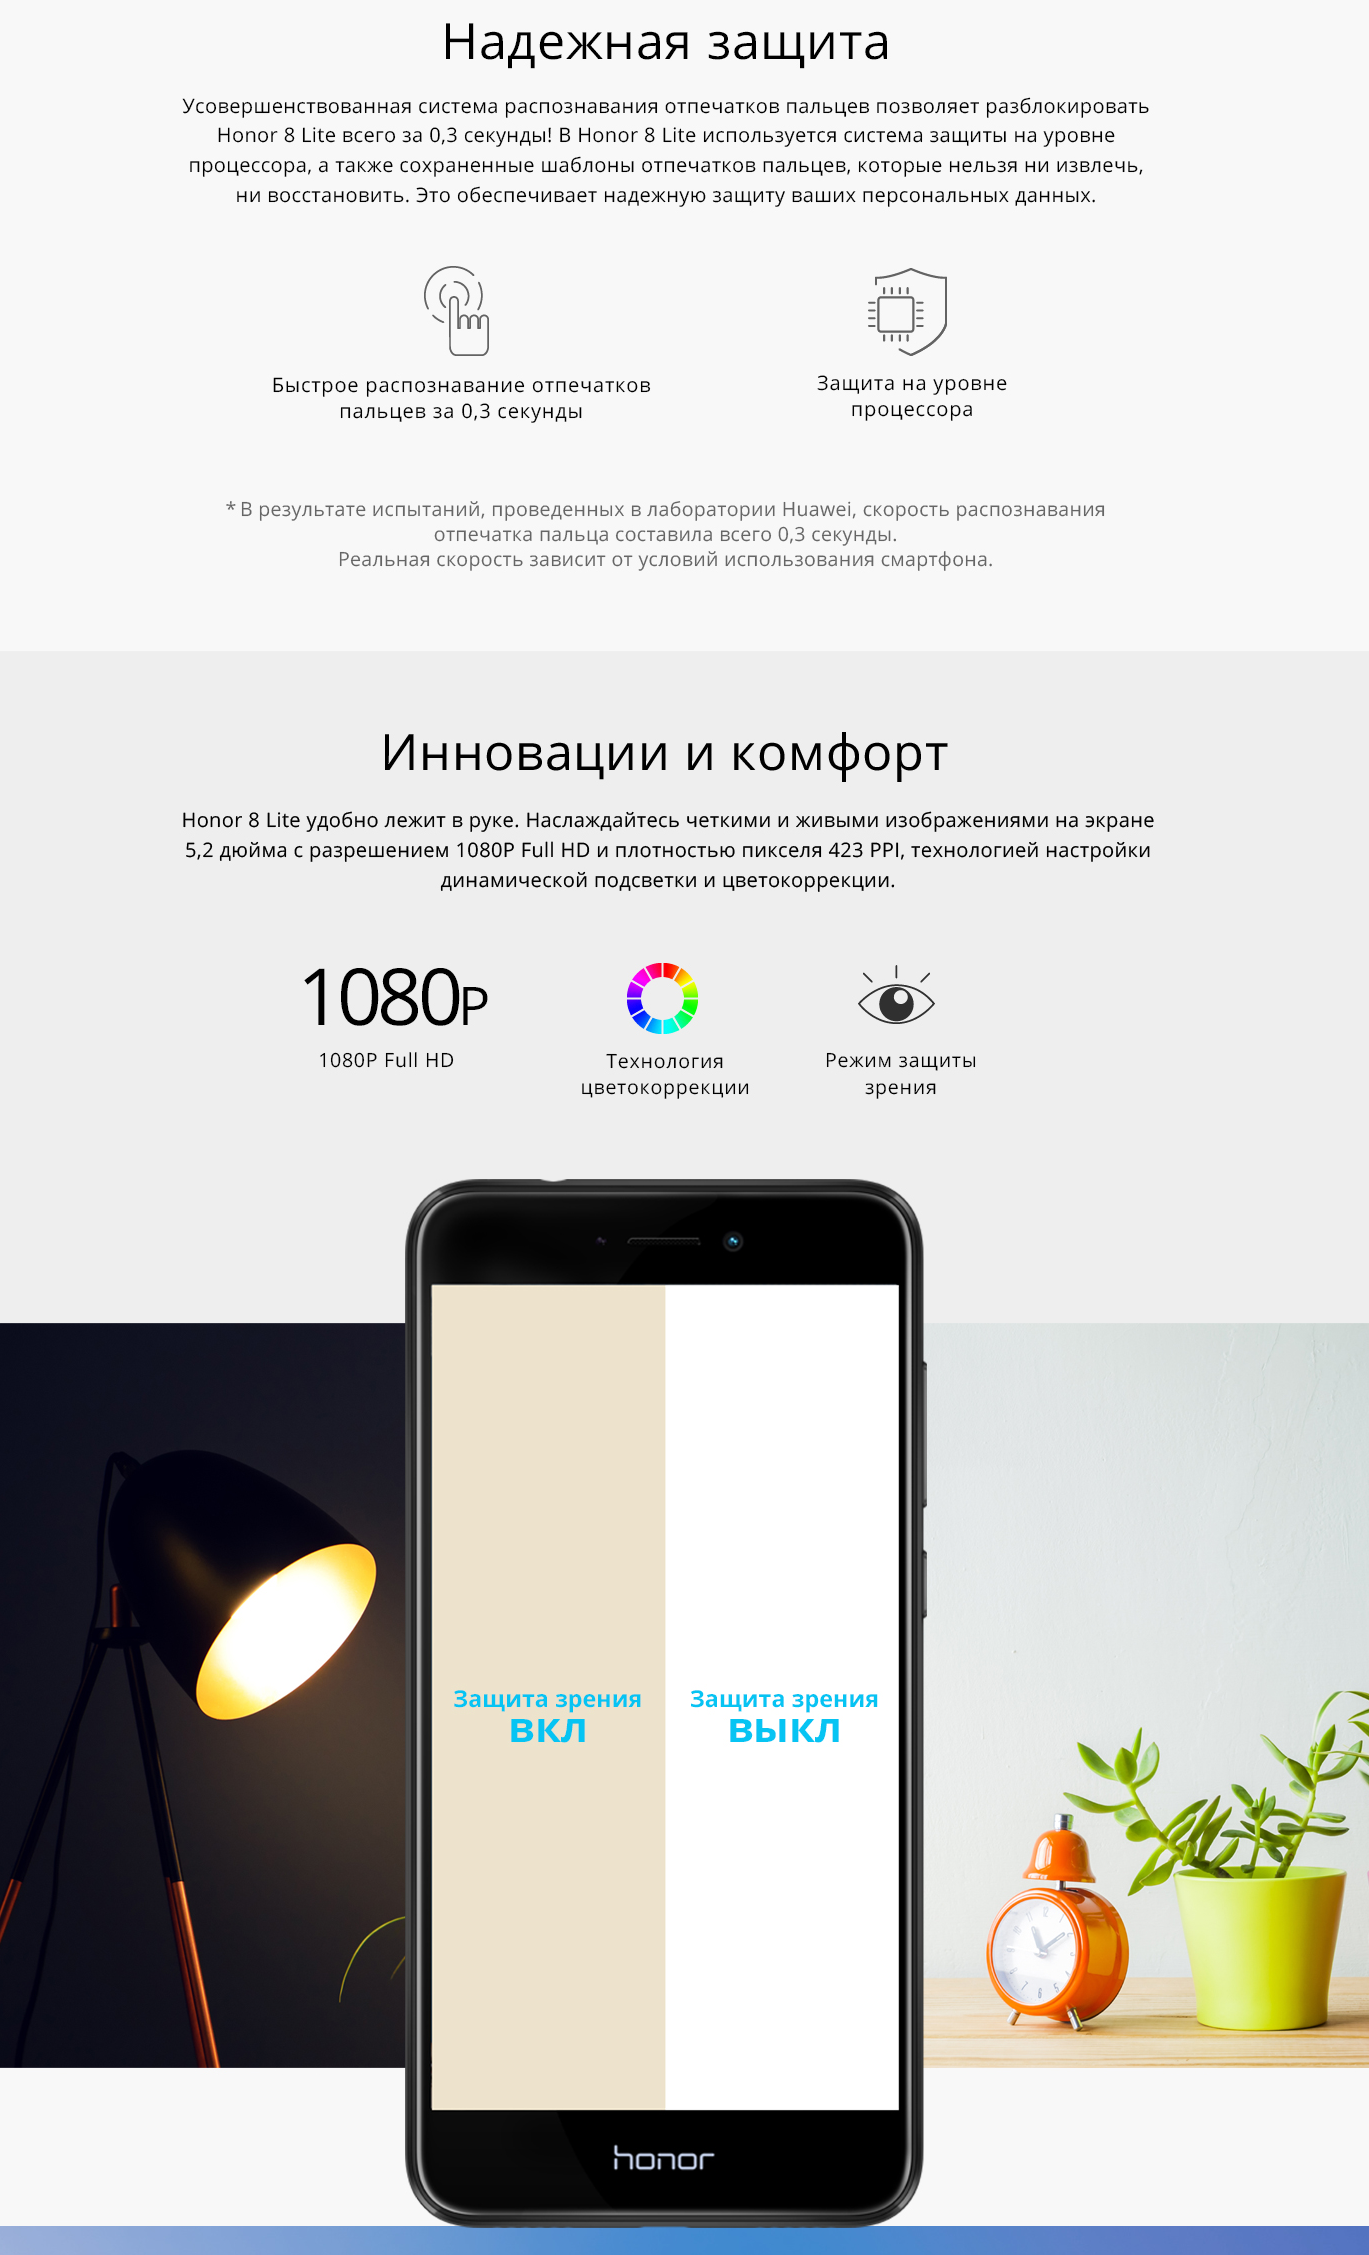 Надежная защита
Усовершенствованная система распознавания отпечатков пальцев позволяет разблокировать
Honor 8 Lite всего за 0,3 секунды! В Honor 8 Lite используется система защиты на уровне
процессора, а также сохраненные шаблоны отпечатков пальцев, которые нельзя ни извлечь,
ни восстановить. Это обеспечивает надежную защиту ваших персональных данных.
Быстрое распознавание отпечатков
пальцев за 0,3 секунды
Защита на уровне
процессора
* В результате испытаний, проведенных в лаборатории Huawei, скорость распознавания
отпечатка пальца составила всего 0,3 секунды.
Реальная скорость зависит от условий использования смартфона.
Инновации и комфорт
Honor 8 Lite удобно лежит в руке. Наслаждайтесь четкими и живыми изображениями на экране
5,2 дюйма с разрешением 1080P Full HD и плотностью пикселя 423 PPI, технологией настройки
динамической подсветки и цветокоррекции.
1080P
1080P Full HD
Технология
цветокоррекции
Режим защиты
зрения
Защита зрения
ВКЛ
Защита зрения
ВЫКЛ
honor